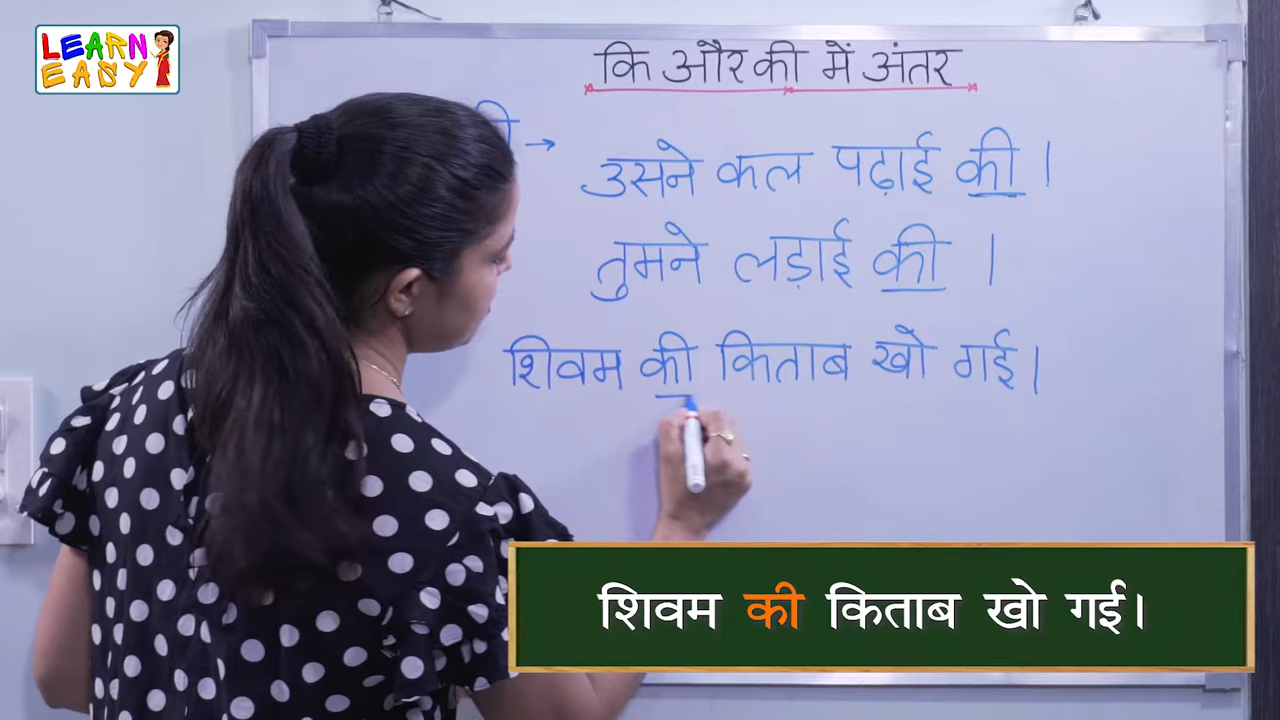 LEARN
EASY
कि और की में अंतर
उसने कल पढ़ाई की ।
तुमने लड़ाई की ।
शिवम की किताब खो गई।
शिवम की किताब खो गई।